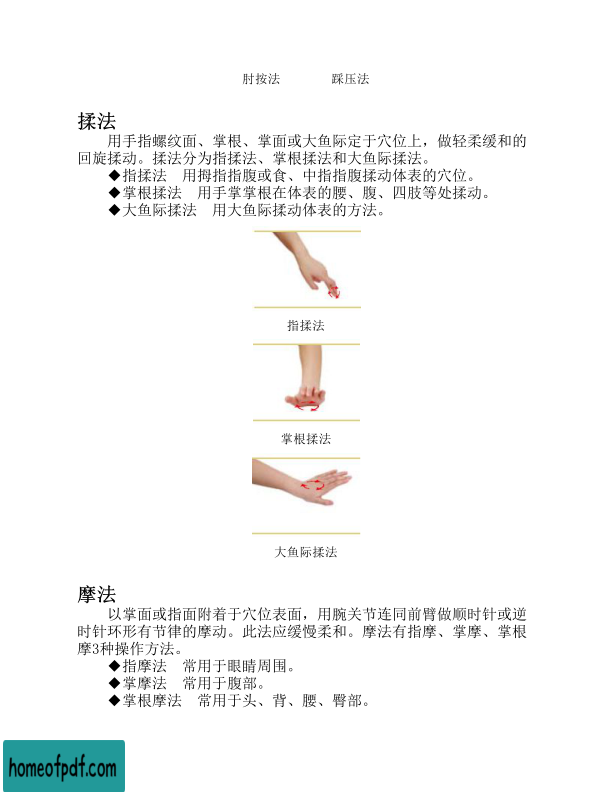 肘按法 踩压法
揉法
用手指螺纹面、掌根、掌面或大鱼际定于穴位上，做轻柔缓和的
回旋揉动。揉法分为指揉法、掌根揉法和大鱼际揉法。
◆指揉法 用拇指指腹或食、中指指腹揉动体表的穴位。
◆掌根揉法 用手掌掌根在体表的腰、腹、四肢等处揉动。
◆大鱼际揉法 用大鱼际揉动体表的方法。
指揉法
掌根揉法
大鱼际揉法
摩法
以掌面或指面附着于穴位表面，用腕关节连同前臂做顺时针或逆
时针环形有节律的摩动。此法应缓慢柔和。摩法有指摩、掌摩、掌根
摩3种操作方法。
◆指摩法 常用于眼睛周围。
◆掌摩法 常用于腹部。
◆掌根摩法 常用于头、背、腰、臀部。
homeofpdf.com